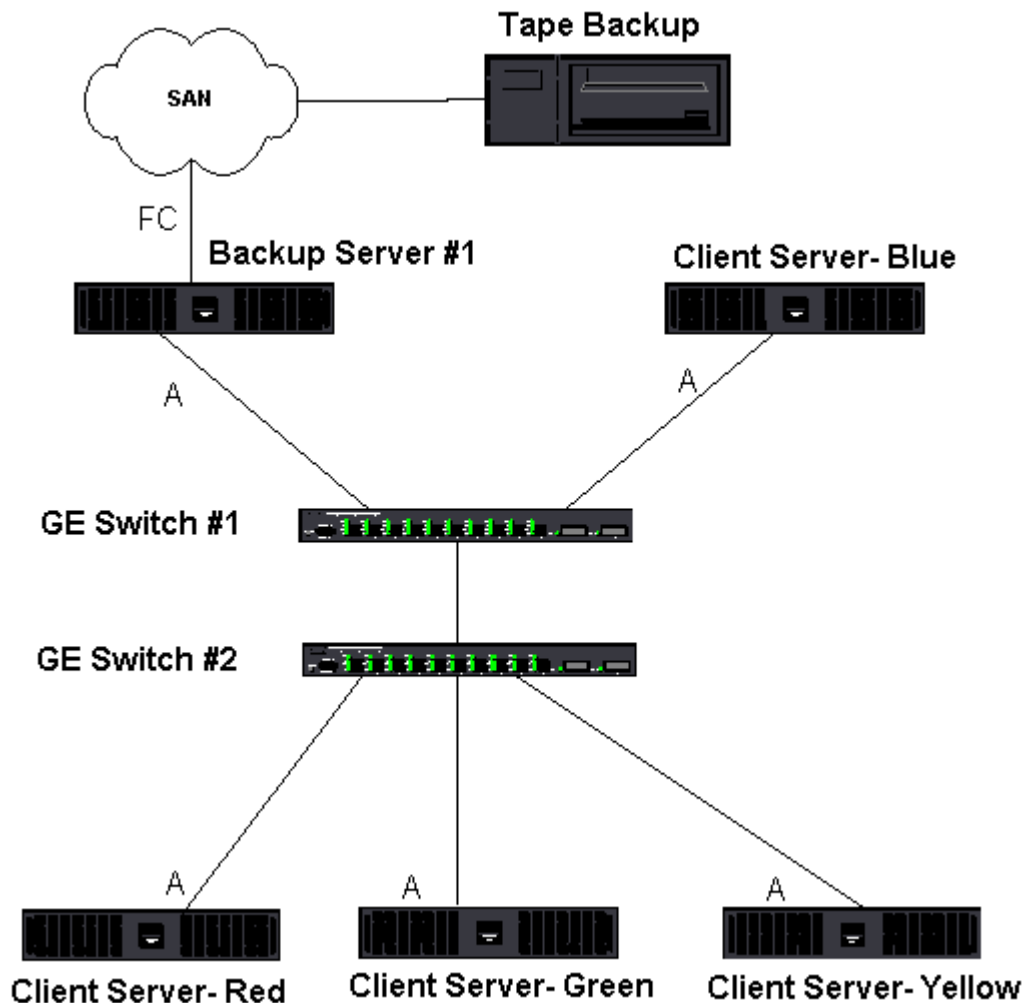 Tape Backup
SAN
FC
Backup Server #1
Client Server- Blue
A
A
GE Switch #1
GE Switch #2
A
A
A
Client Server- Red
Client Server- Green
Client Server- Yellow